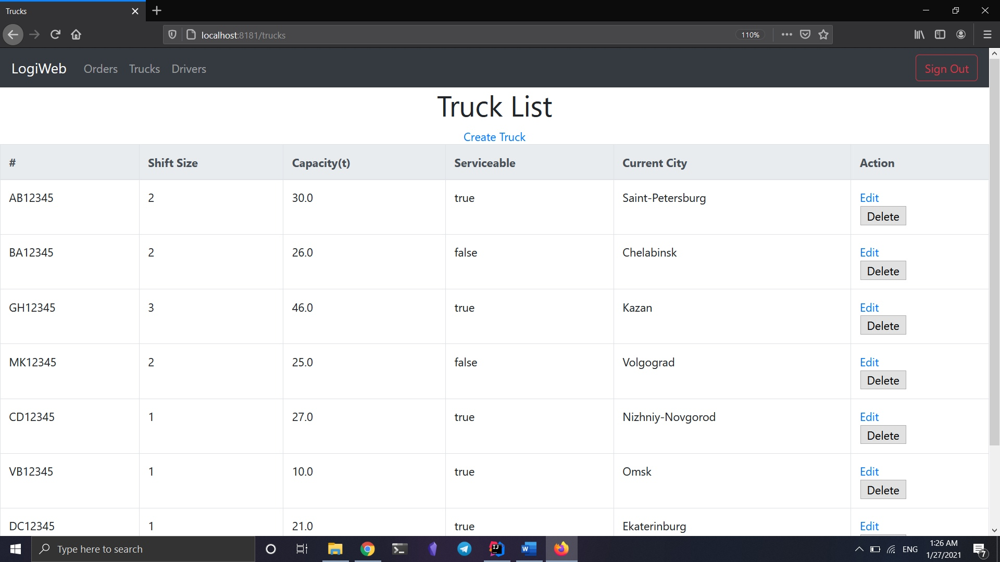 Trucks
localhost:8181/trucks 110%
LogiWeb Orders Trucks Drivers Sign Out
Truck List
Create Truck
# Shift Size Capacity(t) Serviceable Current City Action
AB12345 2 30.0 true Saint-Petersburg Edit
Delete
BA12345 2 26.0 false Chelabinsk Edit
Delete
GH12345 3 46.0 true Kazan Edit
Delete
MK12345 2 25.0 false Volgograd Edit
Delete
CD12345 1 27.0 true Nizhniy-Novgorod Edit
Delete
VB12345 1 10.0 true Omsk Edit
Delete
DC12345 1 21.0 true Ekaterinburg Edit
Type here to search ENG 1:26 AM
1/27/2021 7